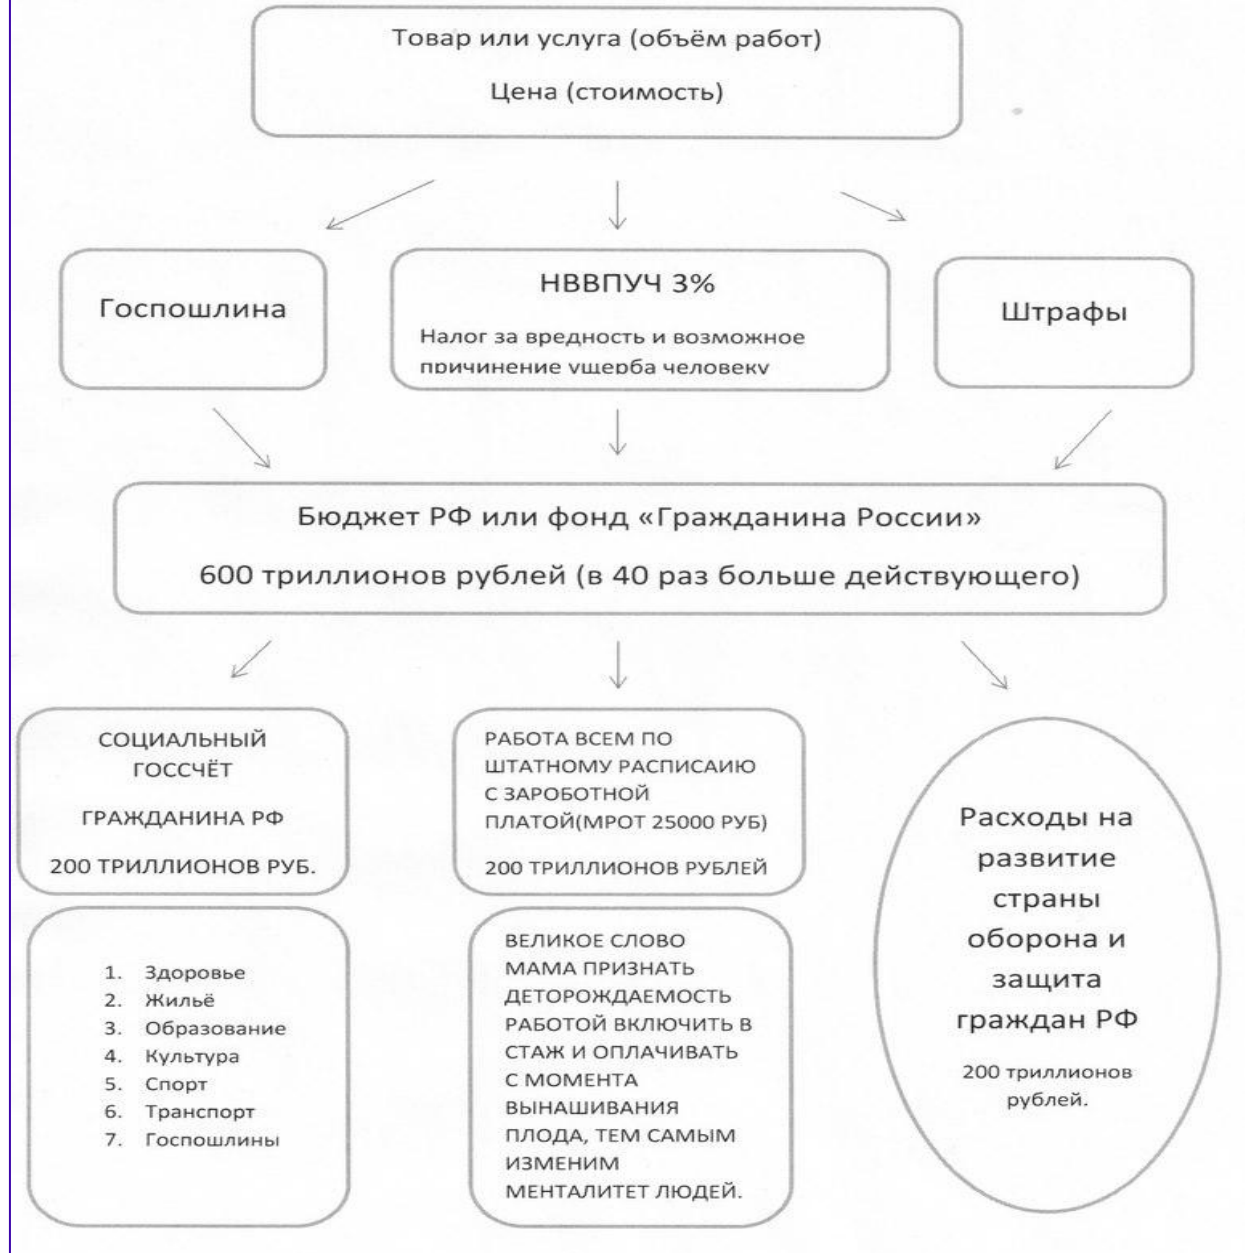 Товар или услуга (объём работ)
Цена (стоимость)
Госпошлина
НВВПУЧ 3%
Налог за вредность и возможное
причинение ущерба человеку
Штрафы
Бюджет РФ или фонд «Гражданина России»
600 триллионов рублей (в 40 раз больше действующего)
СОЦИАЛЬНЫЙ
ГОССЧЁТ
ГРАЖДАНИНА РФ
200 ТРИЛЛИОНОВ РУБ.
1. Здоровье
2. Жильё
3. Образование
4. Культура
5. Спорт
6. Транспорт
7. Госпошлины
РАБОТА ВСЕМ ПО
ШТАТНОМУ РАСПИСАИЮ
С ЗАРОБОТНОЙ
ПЛАТОЙ(МРОТ 25000 РУБ)
200 ТРИЛЛИОНОВ РУБЛЕЙ
ВЕЛИКОЕ СЛОВО
МАМА ПРИЗНАТЬ
ДЕТОРОЖДАЕМОСТЬ
РАБОТОЙ ВКЛЮЧИТЬ В
СТАЖ И ОПЛАЧИВАТЬ
С МОМЕНТА
ВЫНАШИВАНИЯ
ПЛОДА, ТЕМ САМЫМ
ИЗМЕНИМ
МЕНТАЛИТЕТ ЛЮДЕЙ.
Расходы на
развитие
страны
оборона и
защита
граждан РФ
200 триллионов
рублей.